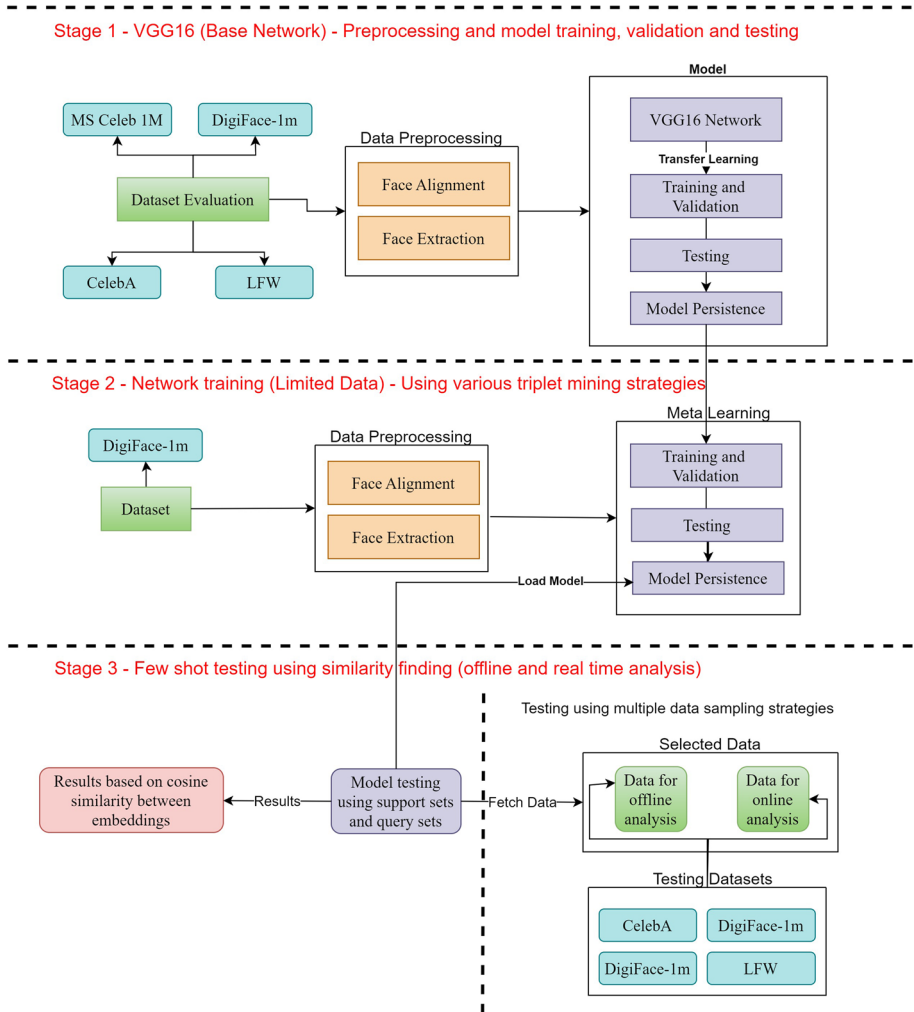 Stage 1 - VGG16 (Base Network) - Preprocessing and model training, validation and testing
Model
MS Celeb 1M
DigiFace-1m
VGG16 Network
Data Preprocessing
Transfer Learning
Face Alignment
Dataset Evaluation
Training and
Validation
Face Extraction
Testing
CelebA
LFW
Model Persistence
Stage 2 - Network training (Limited Data) - Using various triplet mining strategies
Meta Learning
DigiFace-1m
Data Preprocessing
Training and
Validation
Face Alignment
Dataset
Testing
Face Extraction
Load Model
Model Persistence
Stage 3 - Few shot testing using similarity finding (offline and real time analysis)
Testing using multiple data sampling strategies
Selected Data
Results based on cosine
similarity between
embeddings
Results
Model testing
using support sets
and query sets
Fetch Data
Data for
offline
analysis
Data for
online
analysis
Testing Datasets
CelebA
DigiFace-1m
DigiFace-1m
LFW